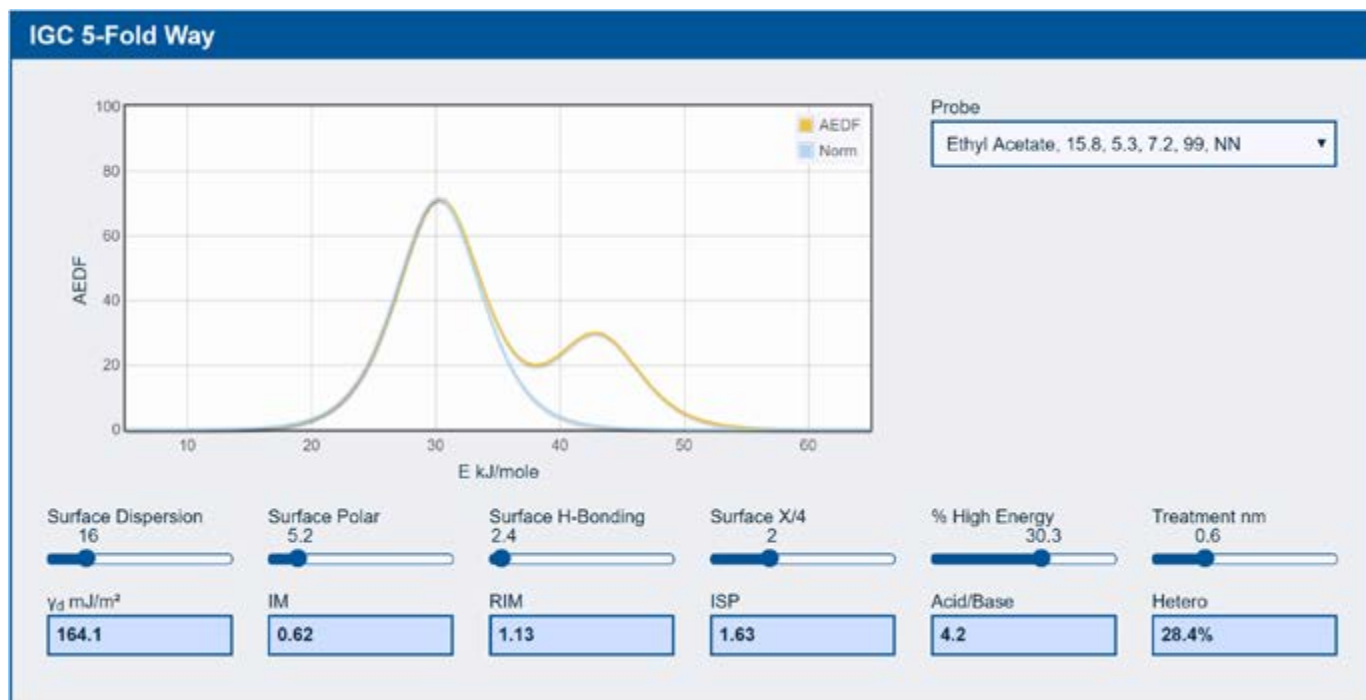 IGC 5-Fold Way
100
80
60
40
20
0
AEDF
AEDF
Norm
10 20 30 40 50 60
E kJ/mole
Probe
Ethyl Acetate, 15.8, 5.3, 7.2, 99, NN
Surface Dispersion
16
Surface Polar
5.2
Surface H-Bonding
2.4
Surface X/4
2
% High Energy
30.3
Treatment nm
0.6
γd mJ/m²
164.1
IM
0.62
RIM
1.13
ISP
1.63
Acid/Base
4.2
Hetero
28.4%